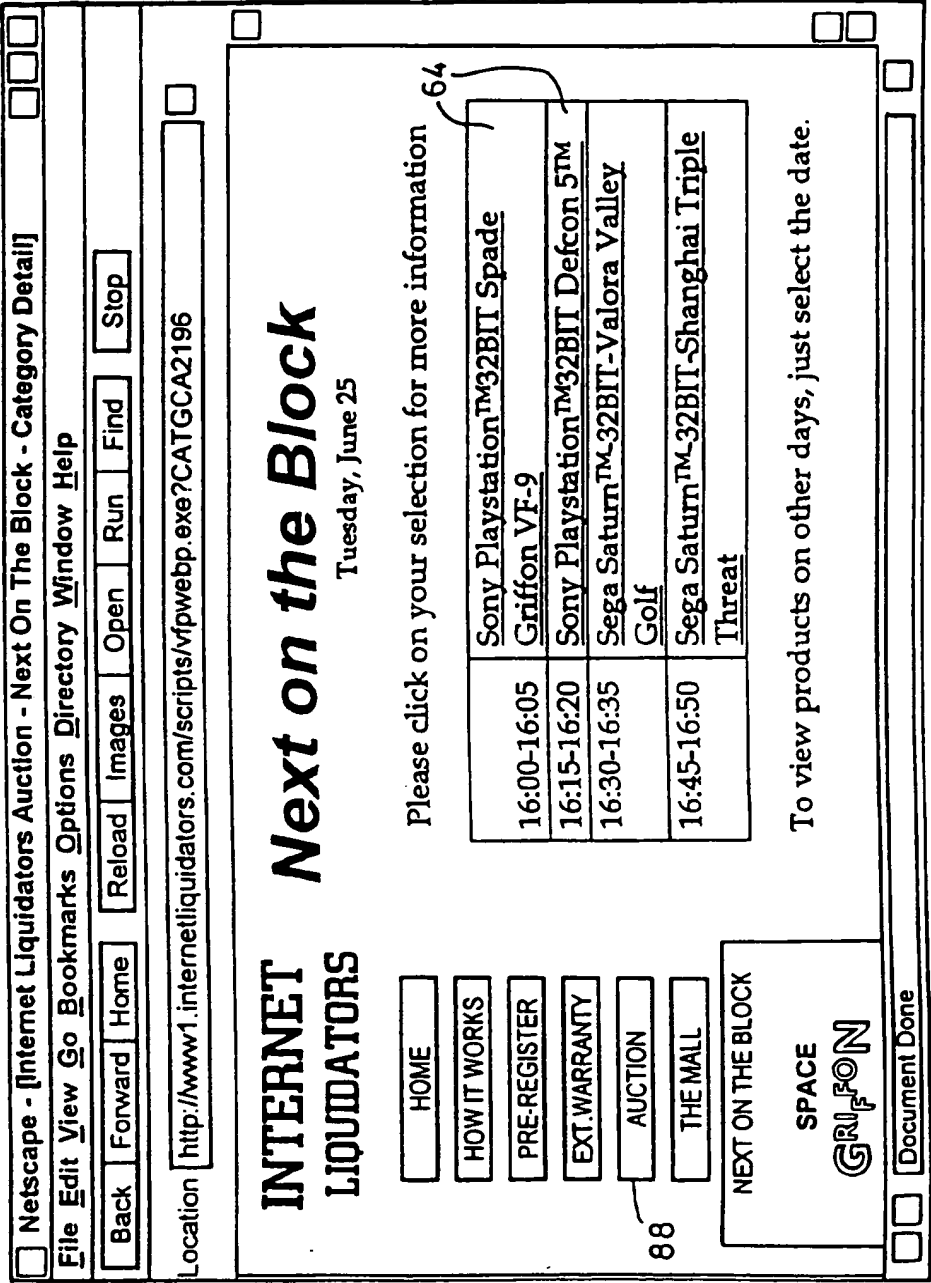 Netscape - [Internet Liquidators Auction - Next On The Block - Category Detail]
File Edit View Go Bookmarks Options Directory Window Help
Back Forward Home Reload Images Open Run Find Stop
Location http://www1.internetliquidators.com/scripts/vfpwebp.exe?CATGCA2196
INTERNET
LIQUIDATORS
HOME
HOW IT WORKS
PRE-REGISTER
EXT.WARRANTY
AUCTION
THE MALL
88
NEXT ON THE BLOCK
SPACE
GRIFFON
Next on the Block
Tuesday, June 25
Please click on your selection for more information
64
16:00-16:05 Sony Playstation™32BIT Spade
Griffon VF-9
16:15-16:20 Sony Playstation™32BIT Defcon 5™
16:30-16:35 Sega Saturn™-32BIT-Valora Valley
Golf
16:45-16:50 Sega Saturn™-32BIT-Shanghai Triple
Threat
To view products on other days, just select the date.
Document Done